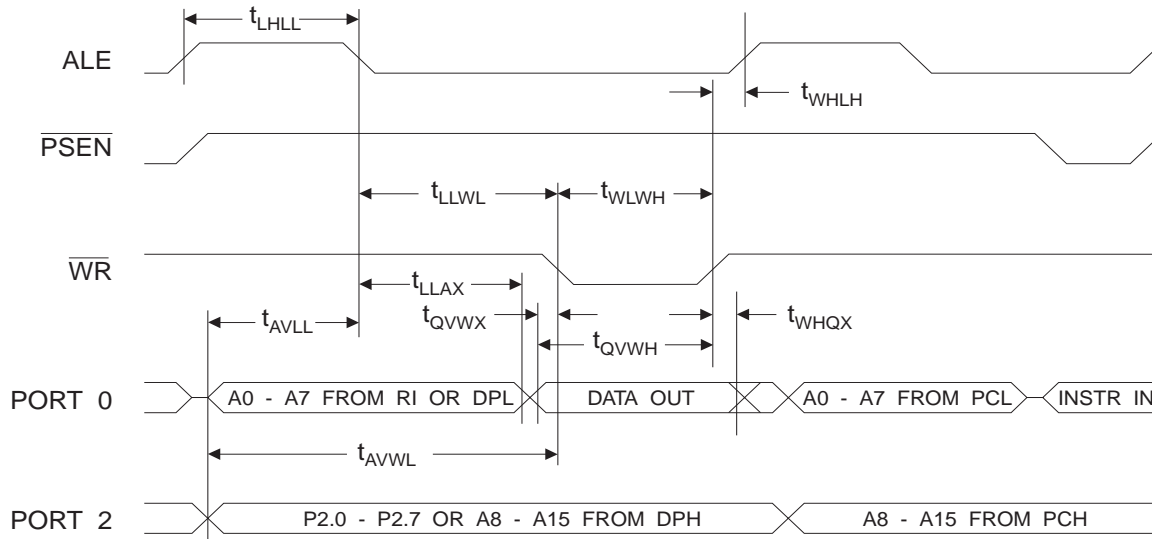 tLHLL
ALE
tWHLH
PSEN
tLLWL
tWLWH
WR
tLLAX
tAVLL
tQVWX
tWHQX
tQVWH
PORT 0
A0 - A7 FROM RI OR DPL
DATA OUT
A0 - A7 FROM PCL
INSTR IN
tAVWL
PORT 2
P2.0 - P2.7 OR A8 - A15 FROM DPH
A8 - A15 FROM PCH